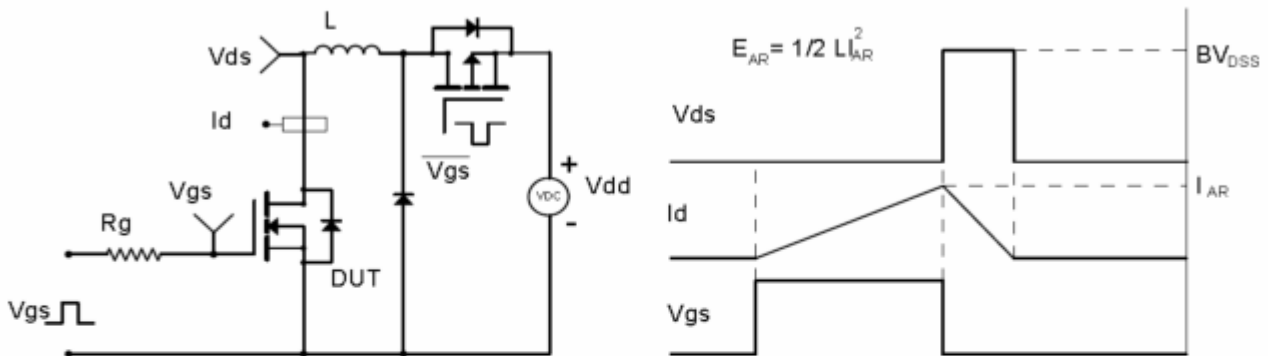 L
Vds
Id
Vgs
Vgs
+
Vdd
VDC
-
Rg
DUT
Vgs
E_AR = 1/2 LI_AR^2
BV_DSS
Vds
I_AR
Id
Vgs